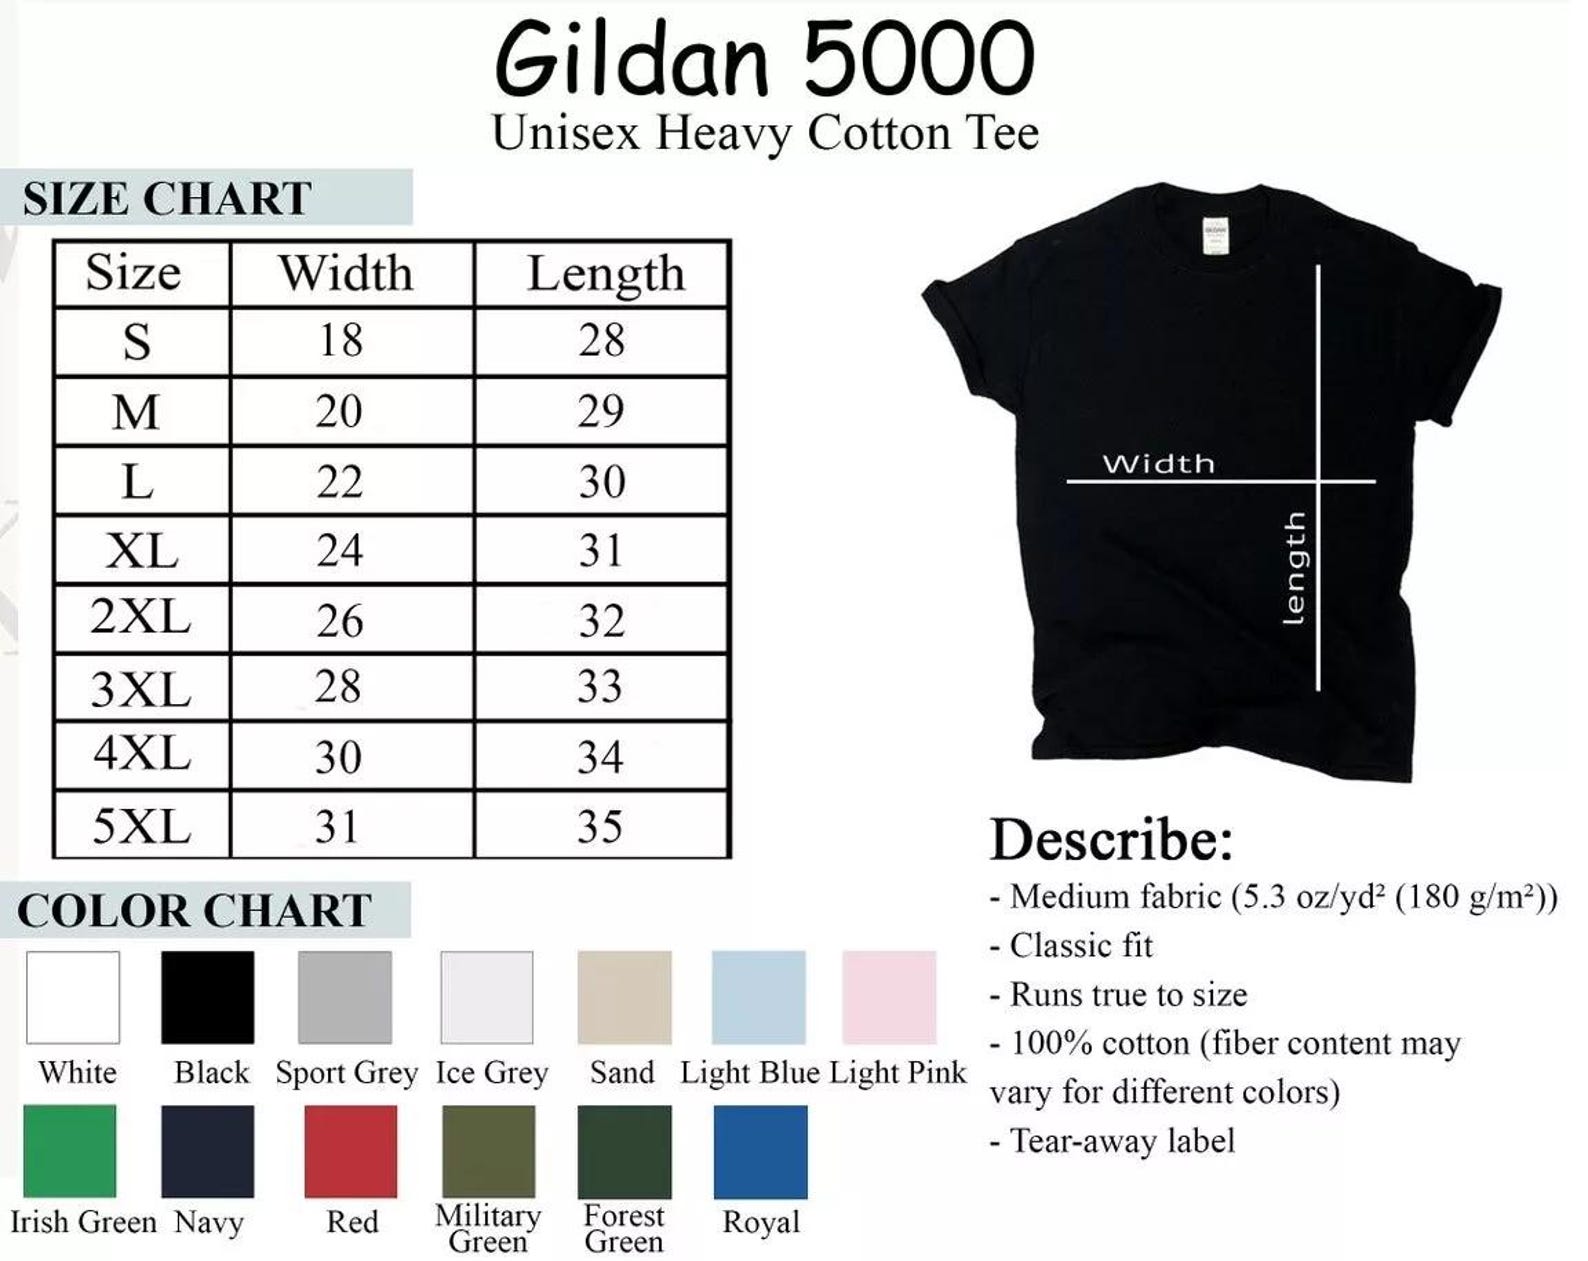 Gildan 5000
Unisex Heavy Cotton Tee
SIZE CHART
Size Width Length
S 18 28
M 20 29
L 22 30
XL 24 31
2XL 26 32
3XL 28 33
4XL 30 34
5XL 31 35
GILDAN
Width
length
COLOR CHART
White Black Sport Grey Ice Grey Sand Light Blue Light Pink
Irish Green Navy Red Military Green Forest Green Royal
Describe:
- Medium fabric (5.3 oz/yd² (180 g/m²))
- Classic fit
- Runs true to size
- 100% cotton (fiber content may
vary for different colors)
- Tear-away label